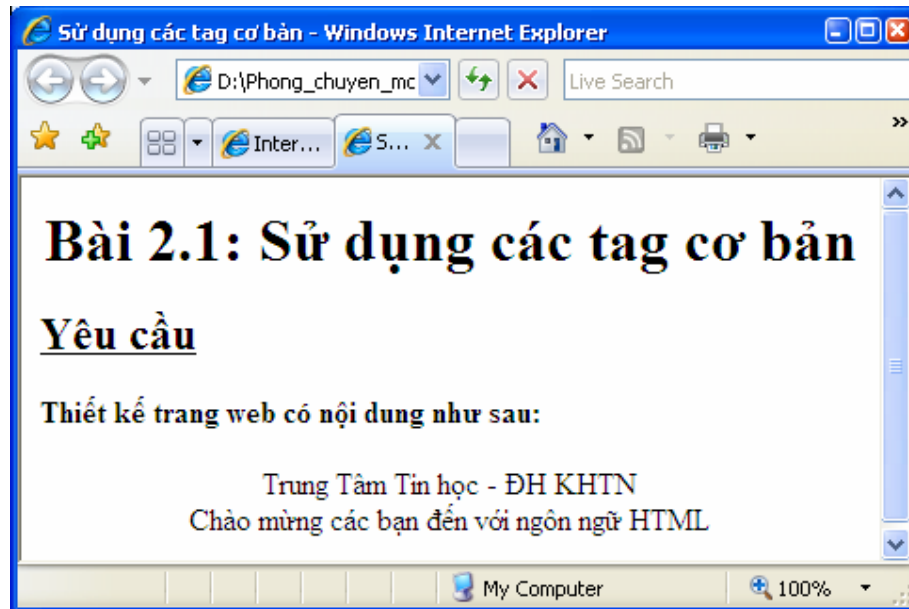 Sử dụng các tag cơ bản - Windows Internet Explorer
D:\Phong_chuyen_mc
Live Search
Inter...
S...
Bài 2.1: Sử dụng các tag cơ bản
Yêu cầu
Thiết kế trang web có nội dung như sau:
Trung Tâm Tin học - ĐH KHTN
Chào mừng các bạn đến với ngôn ngữ HTML
My Computer
100%